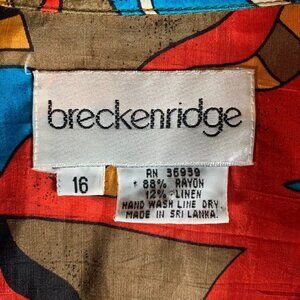 breckenridge
16
RN 36939
88% RAYON
12% LINEN
HAND WASH LINE DRY
MADE IN SRI LANKA.